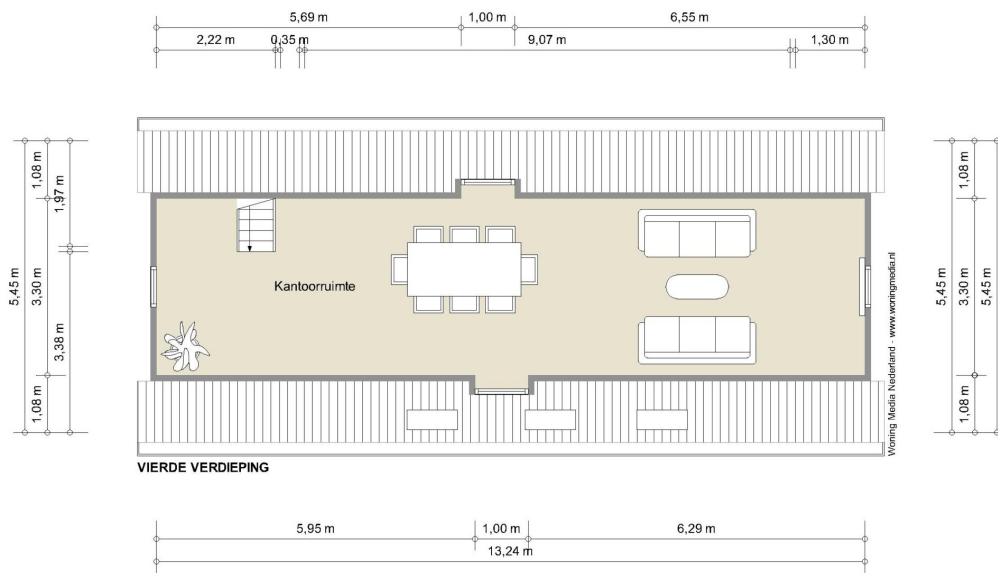 5,69 m 1,00 m 6,55 m
2,22 m 0,35 m 9,07 m 1,30 m
1,08 m
1,97 m
5,45 m
3,30 m
3,38 m
1,08 m
Kantoorruimte
1,08 m
5,45 m
3,30 m
5,45 m
1,08 m
Woning Media Nederland - www.woningmedia.nl
VIERDE VERDIEPING
5,95 m 1,00 m 6,29 m
13,24 m